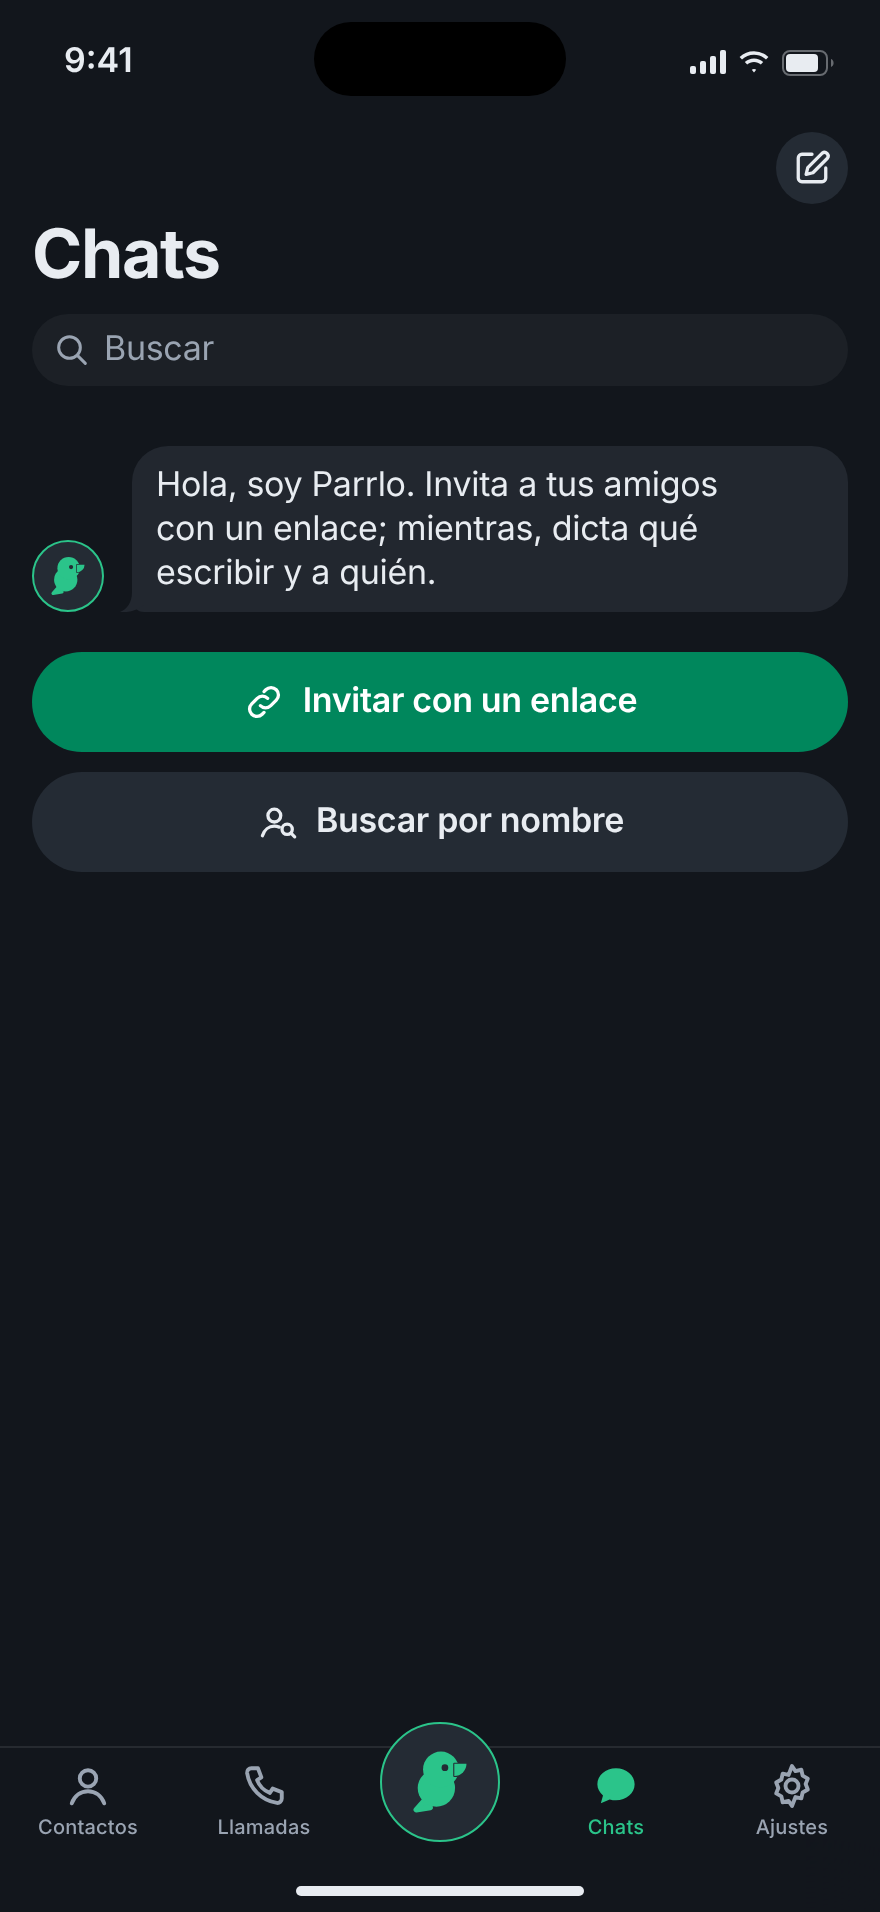 9:41
Chats
Buscar
Hola, soy Parrlo. Invita a tus amigos
con un enlace; mientras, dicta qué
escribir y a quién.
Invitar con un enlace
Buscar por nombre
Contactos
Llamadas
Chats
Ajustes